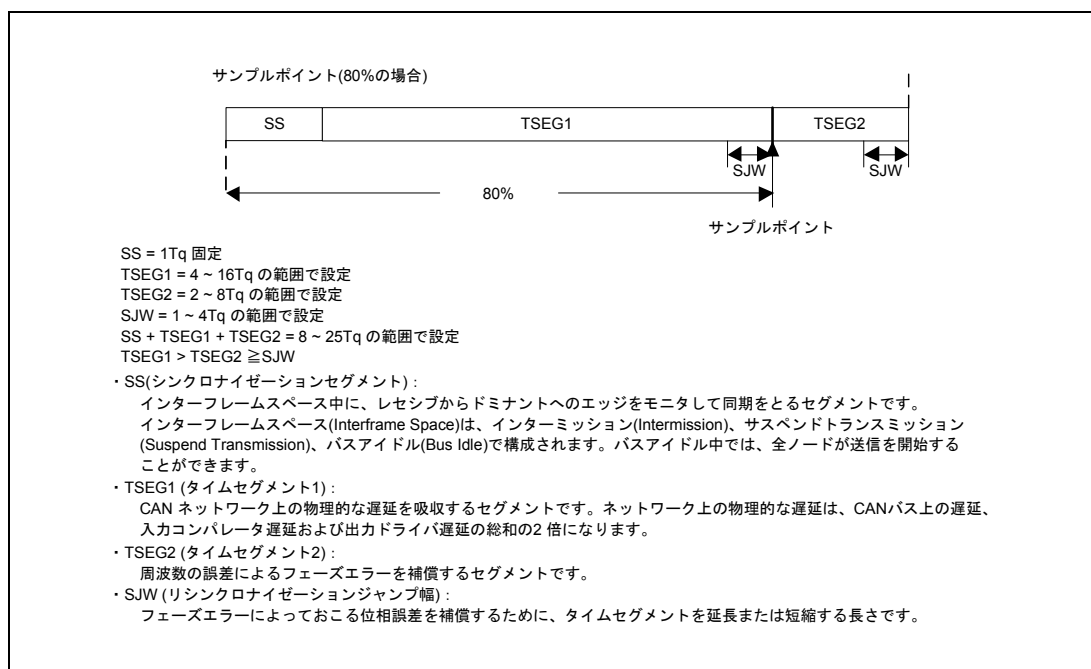 サンプルポイント(80%の場合)
SS
TSEG1
TSEG2
SJW
SJW
80%
サンプルポイント
SS = 1Tq 固定
TSEG1 = 4 ~ 16Tq の範囲で設定
TSEG2 = 2 ~ 8Tq の範囲で設定
SJW = 1 ~ 4Tq の範囲で設定
SS + TSEG1 + TSEG2 = 8 ~ 25Tq の範囲で設定
TSEG1 > TSEG2 ≧SJW
・SS(シンクロナイゼーションセグメント) :
インターフレームスペース中に、レセシブからドミナントへのエッジをモニタして同期をとるセグメントです。
インターフレームスペース(Interframe Space)は、インターミッション(Intermission)、サスペンドトランスミッション
(Suspend Transmission)、バスアイドル(Bus Idle)で構成されます。バスアイドル中では、全ノードが送信を開始する
ことができます。
・TSEG1 (タイムセグメント1) :
CAN ネットワーク上の物理的な遅延を吸収するセグメントです。ネットワーク上の物理的な遅延は、CANバス上の遅延、
入力コンパレータ遅延および出力ドライバ遅延の総和の2 倍になります。
・TSEG2 (タイムセグメント2) :
周波数の誤差によるフェーズエラーを補償するセグメントです。
・SJW (リシンクロナイゼーションジャンプ幅) :
フェーズエラーによっておこる位相誤差を補償するために、タイムセグメントを延長または短縮する長さです。